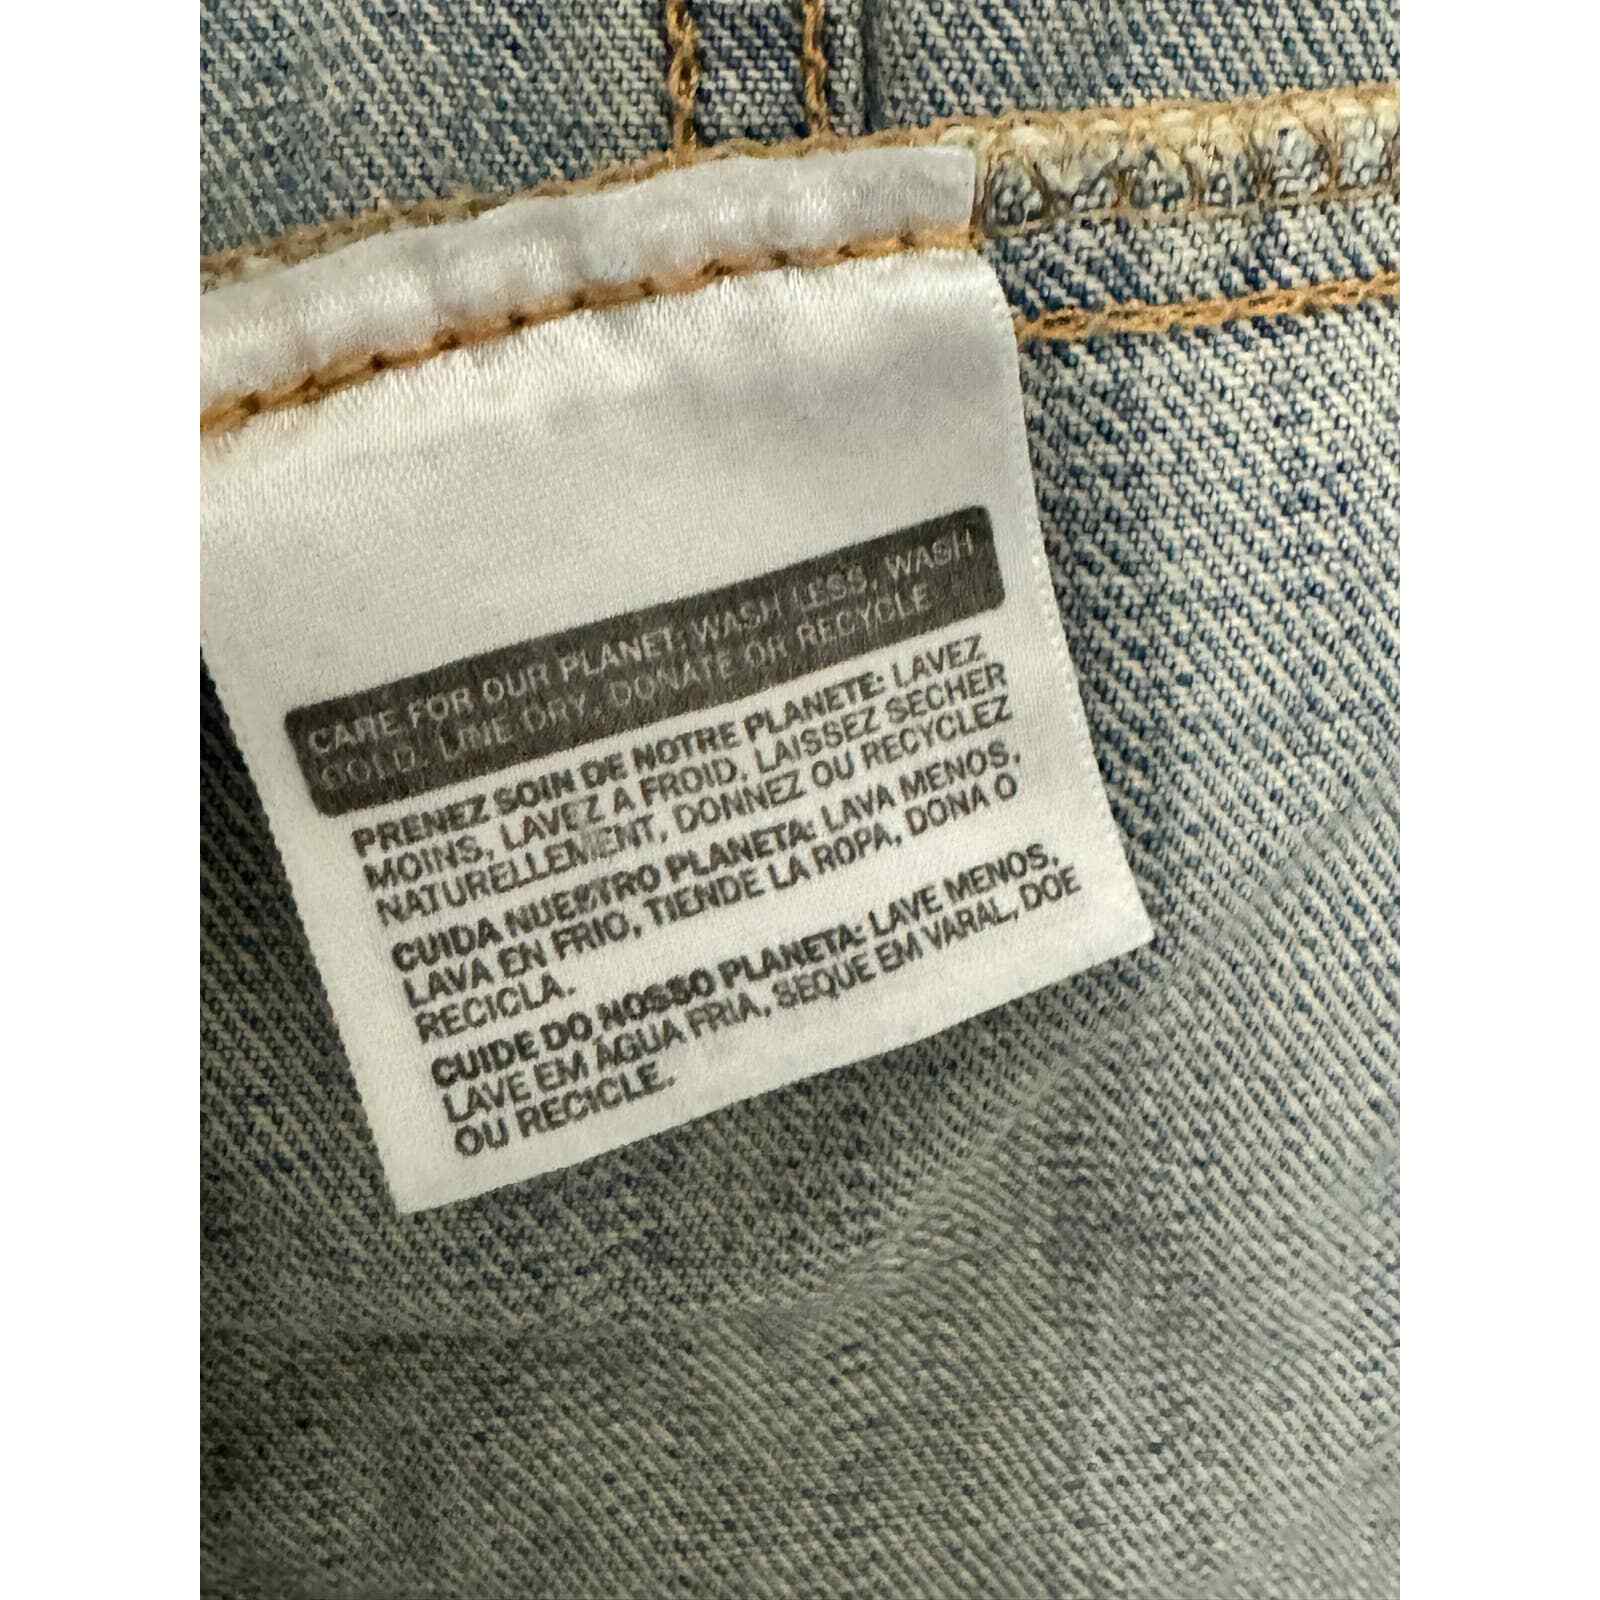 CARE FOR OUR PLANET: WASH LESS, WASH
COLD, LINE DRY, DONATE OR RECYCLE
PRENEZ SOIN DE NOTRE PLANÈTE: LAVEZ
MOINS, LAVEZ À FROID, LAISSEZ SÉCHER
NATURELLEMENT, DONNEZ OU RECYCLEZ
CUIDA NUESTRO PLANETA: LAVA MENOS,
LAVA EN FRIO, TIENDE LA ROPA, DONA O
RECICLA.
CUIDE DO NOSSO PLANETA: LAVE MENOS,
LAVE EM ÁGUA FRIA, SEQUE EM VARAL, DOE
OU RECICLE.